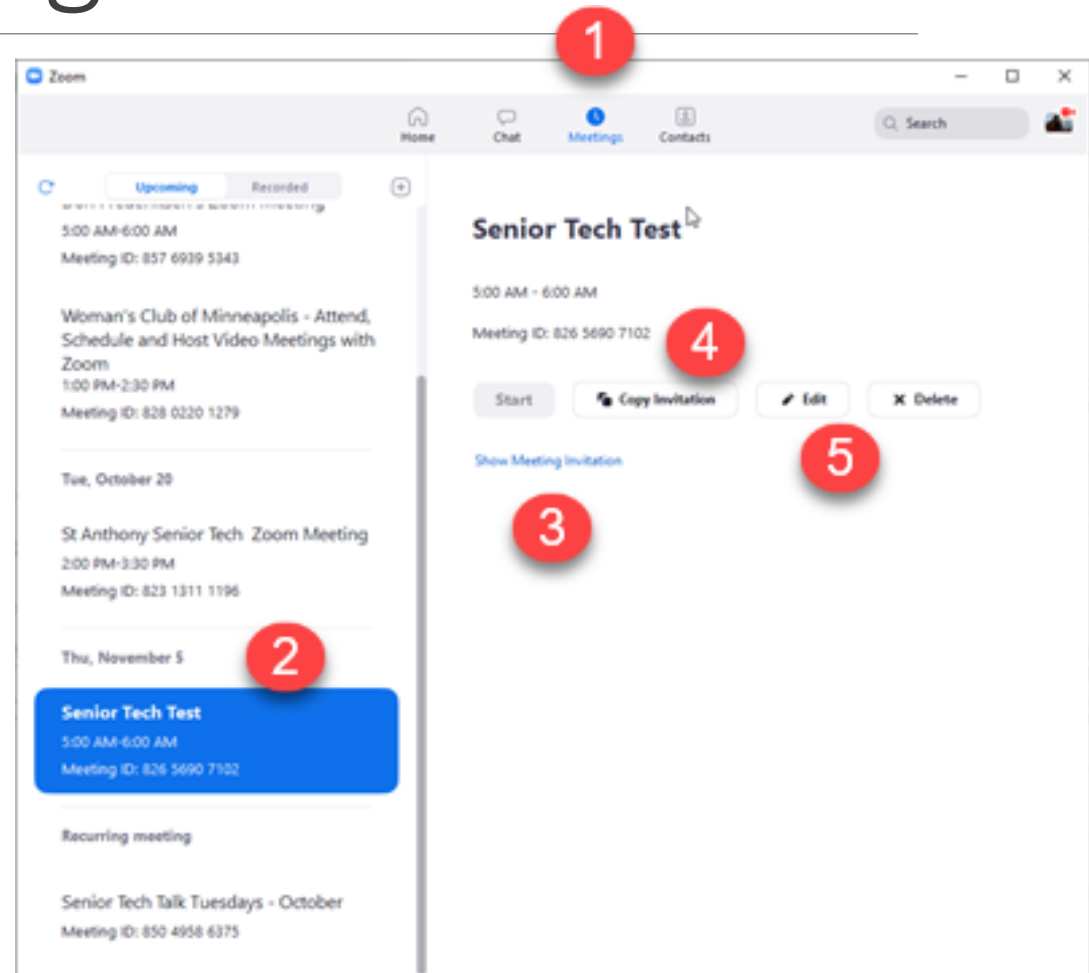 g
1
Zoom
Home Chat Meetings Contacts
Search
Upcoming Recorded
Zoom Meeting
5:00 AM-6:00 AM
Meeting ID: 857 6939 5343
Woman's Club of Minneapolis - Attend,
Schedule and Host Video Meetings with
Zoom
1:00 PM-2:30 PM
Meeting ID: 828 0220 1279
Tue, October 20
St Anthony Senior Tech Zoom Meeting
2:00 PM-3:30 PM
Meeting ID: 823 1311 1196
Thu, November 5
2
Senior Tech Test
5:00 AM-6:00 AM
Meeting ID: 826 5690 7102
Recurring meeting
Senior Tech Talk Tuesdays - October
Meeting ID: 850 4958 6375
Senior Tech Test
5:00 AM - 6:00 AM
Meeting ID: 826 5690 7102
4
Start Copy Invitation Edit Delete
5
Show Meeting Invitation
3